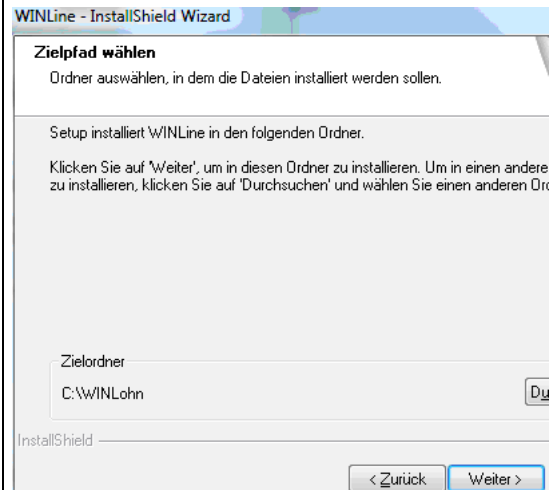 WINLine - InstallShield Wizard
Zielpfad wählen
Ordner auswählen, in dem die Dateien installiert werden sollen.
Setup installiert WINLine in den folgenden Ordner.
Klicken Sie auf 'Weiter', um in diesen Ordner zu installieren. Um in einen andere
zu installieren, klicken Sie auf 'Durchsuchen' und wählen Sie einen anderen Ord
Zielordner
C:\WINLohn
Du
InstallShield
< Zurück
Weiter >